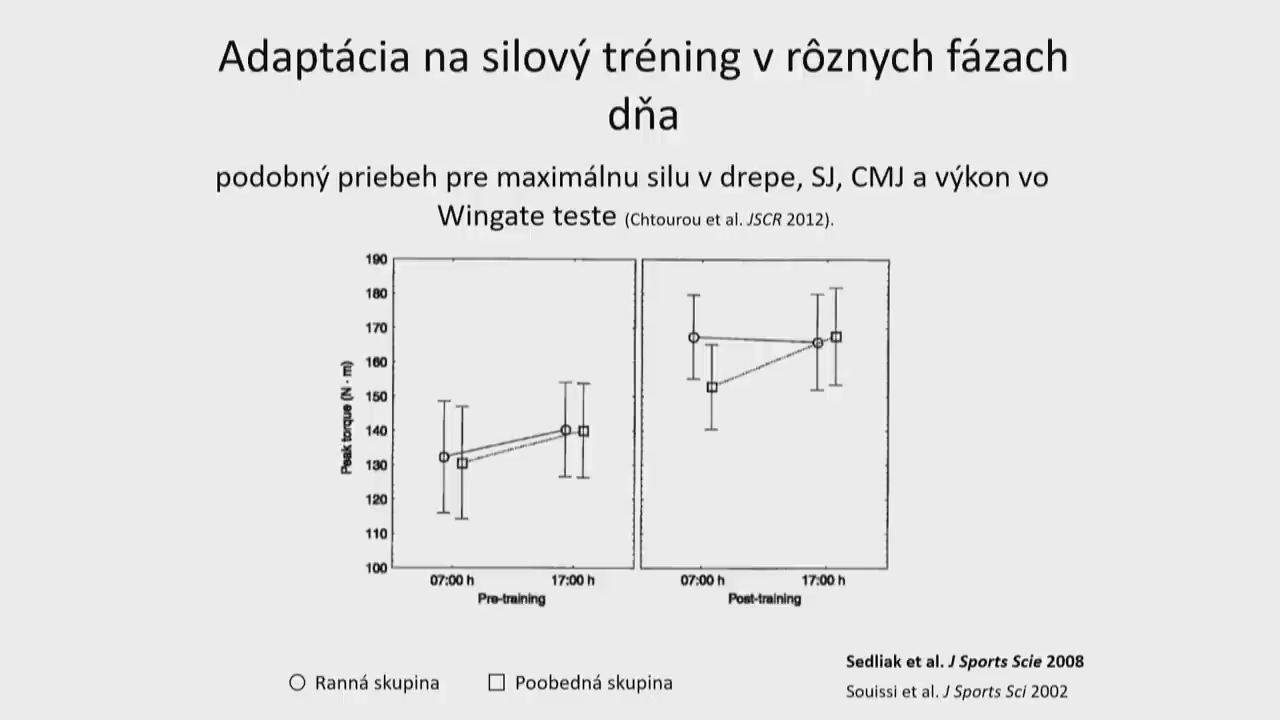 Adaptácia na silový tréning v rôznych fázach
dňa
podobný priebeh pre maximálnu silu v drepe, SJ, CMJ a výkon vo
Wingate teste (Chtourou et al. JSCR 2012).
190
180
170
160
150
140
130
120
110
100
Peak torque (N · m)
07:00 h 17:00 h 07:00 h 17:00 h
Pre-training Post-training
Ranná skupina Poobedná skupina
Sedliak et al. J Sports Scie 2008
Souissi et al. J Sports Sci 2002